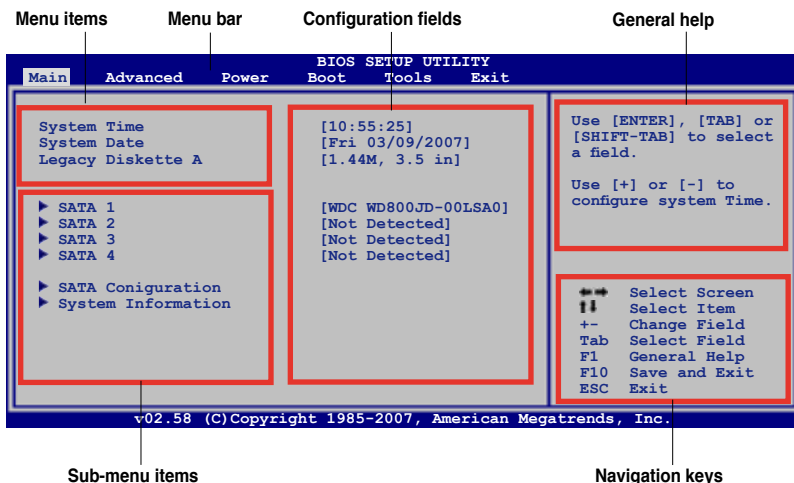 Menu items Menu bar Configuration fields General help
BIOS SETUP UTILITY
Main Advanced Power Boot Tools Exit
System Time [10:55:25]
System Date [Fri 03/09/2007]
Legacy Diskette A [1.44M, 3.5 in]
SATA 1 [WDC WD800JD-00LSA0]
SATA 2 [Not Detected]
SATA 3 [Not Detected]
SATA 4 [Not Detected]
SATA Coniguration
System Information
Use [ENTER], [TAB] or
[SHIFT-TAB] to select
a field.
Use [+] or [-] to
configure system Time.
Select Screen
Select Item
+- Change Field
Tab Select Field
F1 General Help
F10 Save and Exit
ESC Exit
v02.58 (C)Copyright 1985-2007, American Megatrends, Inc.
Sub-menu items Navigation keys